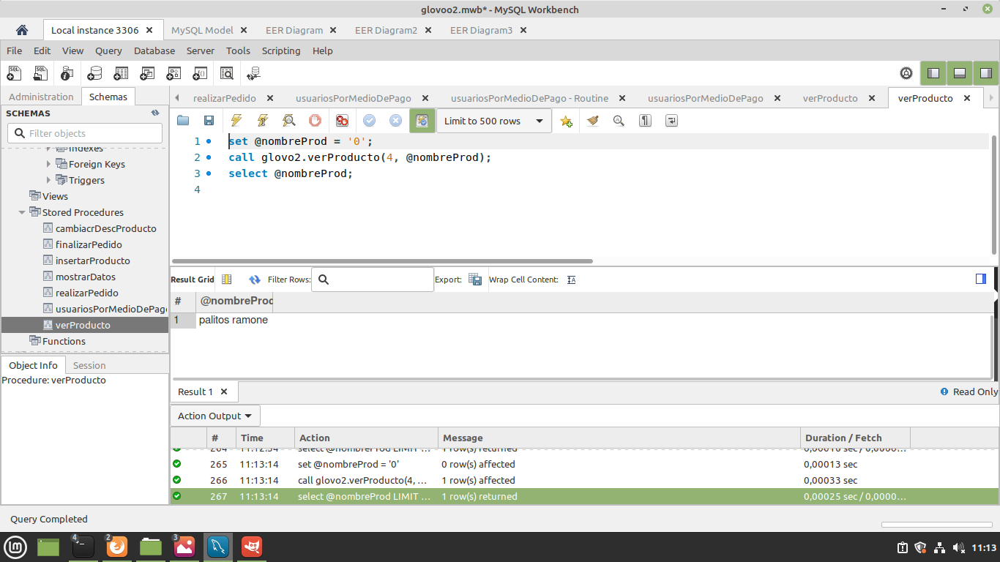 glovoo2.mwb* - MySQL Workbench
Local instance 3306 MySQL Model EER Diagram EER Diagram2 EER Diagram3
File Edit View Query Database Server Tools Scripting Help
Administration Schemas
realizarPedido usuariosPorMedioDePago usuariosPorMedioDePago - Routine usuariosPorMedioDePago verProducto verProducto
SCHEMAS
Filter objects
Limit to 500 rows
Indexes
Foreign Keys
Triggers
Views
Stored Procedures
cambiacrDescProducto
finalizarPedido
insertarProducto
mostrarDatos
realizarPedido
usuariosPorMedioDePago
verProducto
Functions
1 set @nombreProd = '0';
2 call glovo2.verProducto(4, @nombreProd);
3 select @nombreProd;
4
Result Grid Filter Rows: Export: Wrap Cell Content:
# @nombreProd
1 palitos ramone
Object Info Session
Procedure: verProducto
Result 1 Read Only
Action Output
# Time Action Message Duration / Fetch
264 11:12:54 select @nombreProd LIMIT ... 1 row(s) returned
265 11:13:14 set @nombreProd = '0' 0 row(s) affected 0,00013 sec
266 11:13:14 call glovo2.verProducto(4, ... 1 row(s) affected 0,00033 sec
267 11:13:14 select @nombreProd LIMIT ... 1 row(s) returned 0,00025 sec / 0,0000...
Query Completed
4 2 3 11:13